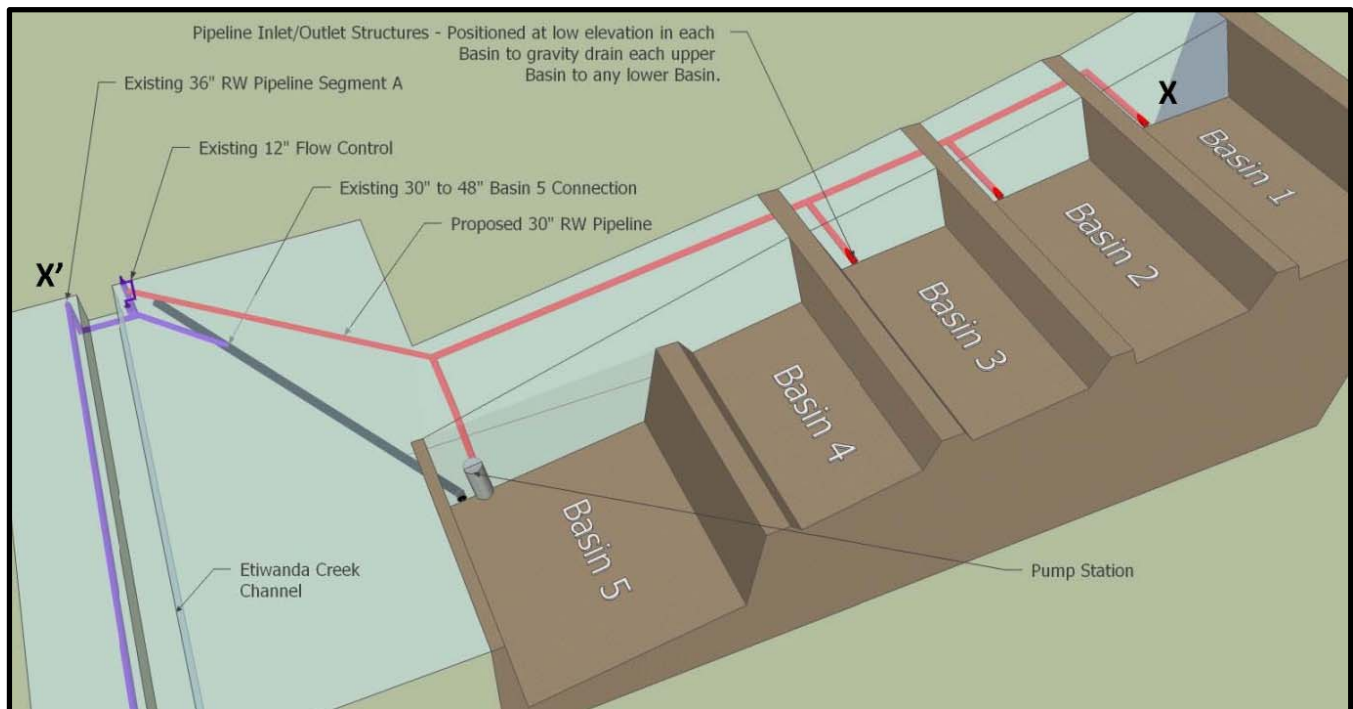 Pipeline Inlet/Outlet Structures - Positioned at low elevation in each
Basin to gravity drain each upper
Basin to any lower Basin.
Existing 36" RW Pipeline Segment A
X
Existing 12" Flow Control
Basin 1
Existing 30" to 48" Basin 5 Connection
Basin 2
Proposed 30" RW Pipeline
X’
Basin 3
Basin 4
Basin 5
Etiwanda Creek
Channel
Pump Station